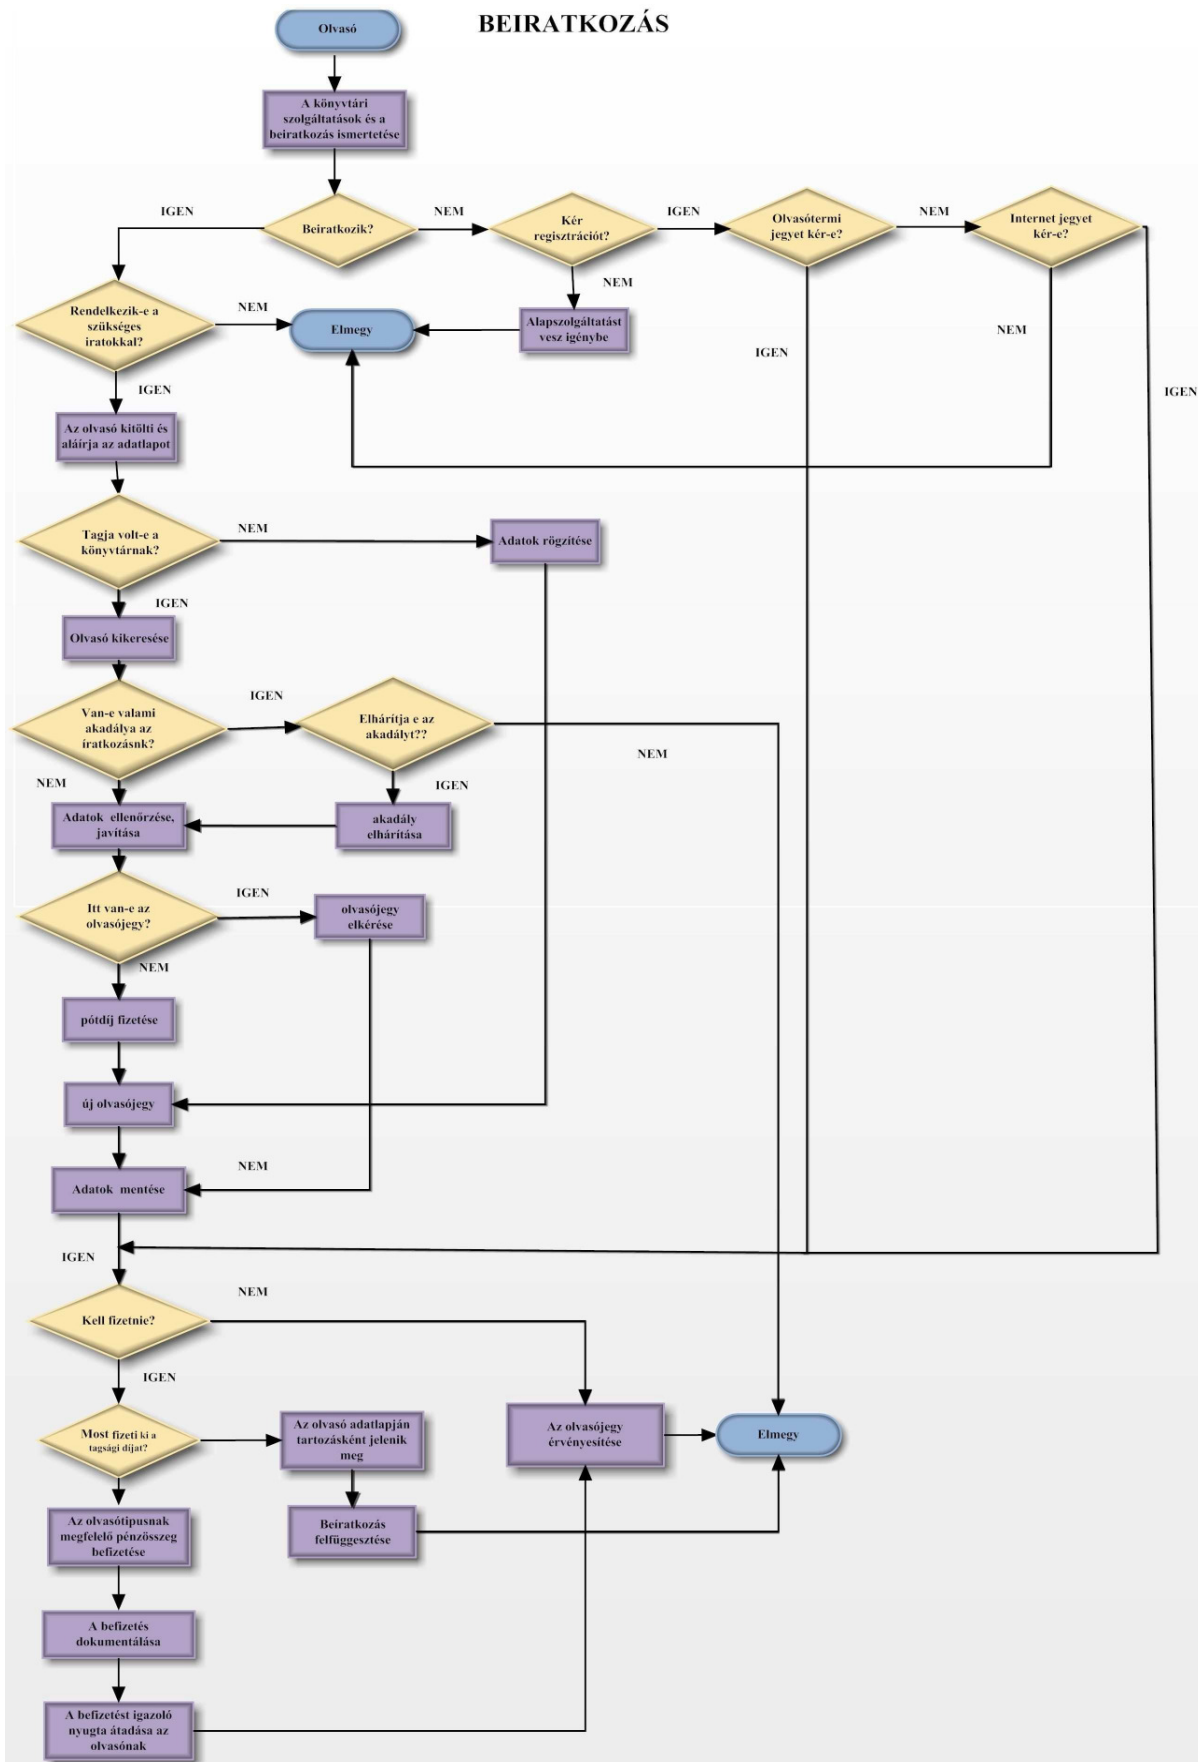 BEIRATKOZÁS
Olvasó
A könyvtári
szolgáltatások és a
beiratkozás ismertetése
IGEN
Beiratkozik?
NEM
Kér
regisztrációt?
IGEN
Olvasótermi
jegyet kér-e?
NEM
Internet jegyet
kér-e?
NEM
Rendelkezik-e a
szükséges
iratokkal?
NEM
Elmegy
Alapszolgáltatást
vesz igénybe
NEM
IGEN
IGEN
IGEN
Az olvasó kitölti és
aláírja az adatlapot
Tagja volt-e a
könyvtárnak?
NEM
Adatok rögzítése
IGEN
Olvasó kikeresése
Van-e valami
akadálya az
íratkozásnk?
IGEN
Elhárítja e az
akadályt??
NEM
NEM
IGEN
Adatok ellenőrzése,
javítása
akadály
elhárítása
Itt van-e az
olvasójegy?
IGEN
olvasójegy
elkérése
NEM
pótdíj fizetése
új olvasójegy
NEM
Adatok mentése
IGEN
NEM
Kell fizetnie?
IGEN
Most fizeti ki a
tagsági díjat?
Az olvasó adatlapján
tartozásként jelenik
meg
Az olvasójegy
érvényesítése
Elmegy
Az olvasótipusnak
megfelelő pénzösszeg
befizetése
Beíratkozás
felfüggesztése
A befizetés
dokumentálása
A befizetést igazoló
nyugta átadása az
olvasónak